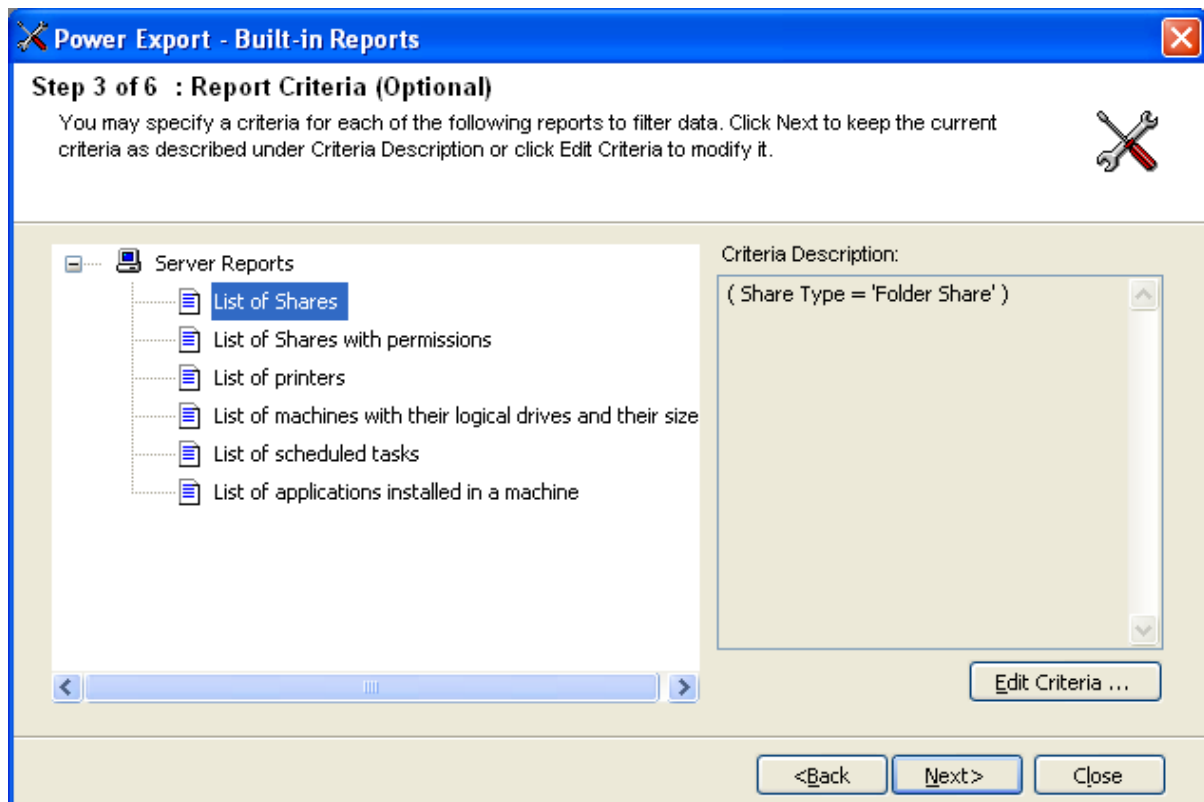 Power Export - Built-in Reports
Step 3 of 6 : Report Criteria (Optional)
You may specify a criteria for each of the following reports to filter data. Click Next to keep the current
criteria as described under Criteria Description or click Edit Criteria to modify it.
Server Reports
List of Shares
List of Shares with permissions
List of printers
List of machines with their logical drives and their size
List of scheduled tasks
List of applications installed in a machine
Criteria Description:
( Share Type = 'Folder Share' )
Edit Criteria ...
<Back
Next>
Close